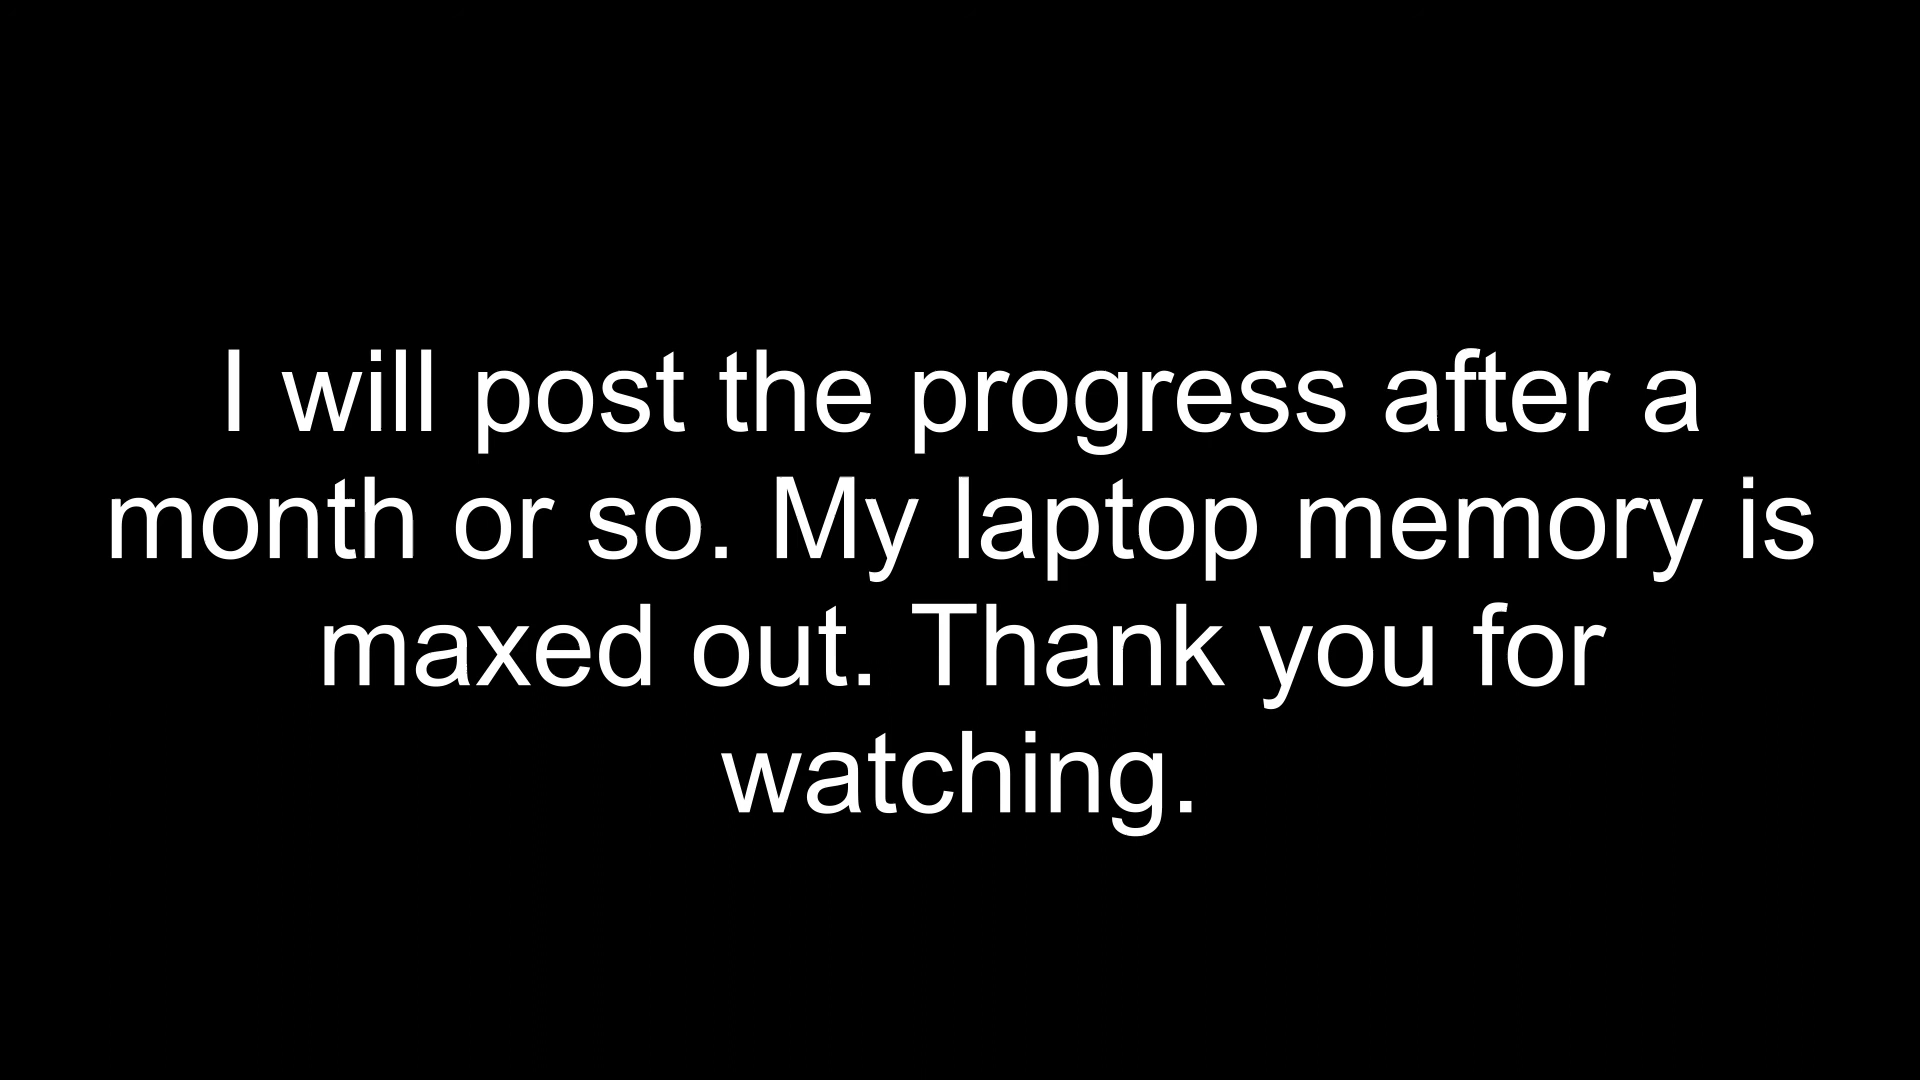 I will post the progress after a
month or so. My laptop memory is
maxed out. Thank you for
watching.